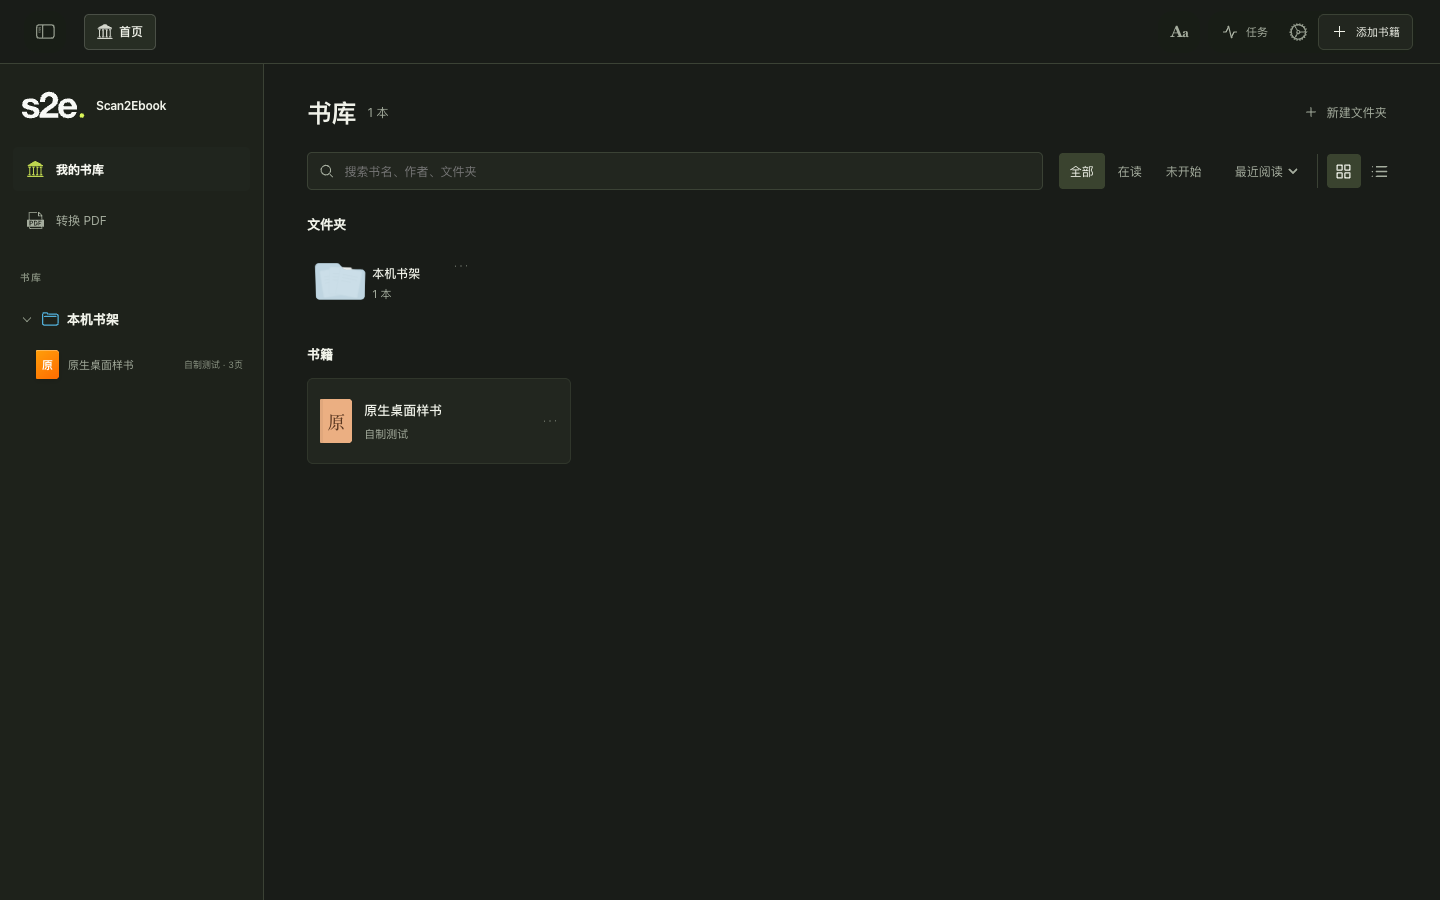 首页
Aa
任务
添加书籍
s2e.
Scan2Ebook
我的书库
PDF
转换 PDF
书库
本机书架
原
原生桌面样书
自制测试 · 3页
书库
1 本
新建文件夹
搜索书名、作者、文件夹
全部
在读
未开始
最近阅读
文件夹
本机书架
1 本
书籍
原
原生桌面样书
自制测试